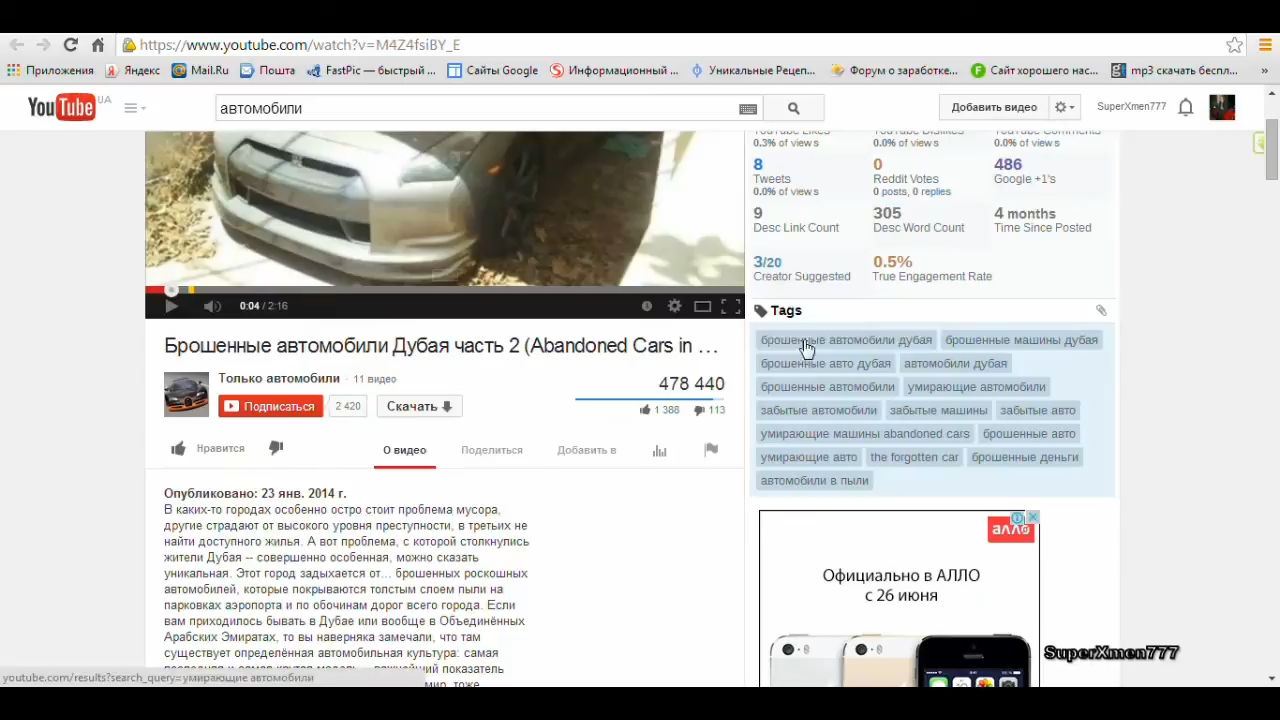 https://www.youtube.com/watch?v=M4Z4fsiBY_E
Приложения
Яндекс
Mail.Ru
Почта
FastPic — быстрый ...
Сайты Google
Информационный ...
Уникальные Рецеп...
Форум о заработке...
Сайт хорошего нас...
mp3 скачать беспл...
»
YouTube UA
автомобили
Добавить видео
SuperXmen777
YouTube Likes
YouTube Dislikes
YouTube Comments
0.3% of views
0.0% of views
0.0% of views
8
0
486
Tweets
Reddit Votes
Google +1's
0.0% of views
0 posts, 0 replies
9
305
4 months
Desc Link Count
Desc Word Count
Time Since Posted
3/20
0.5%
Creator Suggested
True Engagement Rate
0:04 / 2:16
Tags
брошенные автомобили дубая
брошенные машины дубая
брошенные авто дубая
автомобили дубая
брошенные автомобили
умирающие автомобили
забытые автомобили
забытые машины
забытые авто
умирающие машины abandoned cars
брошенные авто
умирающие авто
the forgotten car
брошенные деньги
автомобили в пыли
Брошенные автомобили Дубая часть 2 (Abandoned Cars in ...
Только автомобили · 11 видео
478 440
Подписаться
2 420
Скачать
1 388
113
Нравится
О видео
Поделиться
Добавить в
Опубликовано: 23 янв. 2014 г.
В каких-то городах особенно остро стоит проблема мусора,
другие страдают от высокого уровня преступности, в третьих не
найти доступного жилья. А вот проблема, с которой столкнулись
жители Дубая -- совершенно особенная, можно сказать
уникальная. Этот город задыхается от... брошенных роскошных
автомобилей, которые покрываются толстым слоем пыли на
парковках аэропорта и по обочинам дорог всего города. Если
вам приходилось бывать в Дубае или вообще в Объединённых
Арабских Эмиратах, то вы наверняка замечали, что там
существует определённая автомобильная культура: самая
алло
Официально в АЛЛО
с 26 июня
SuperXmen777
youtube.com/results?search_query=умирающие автомобили